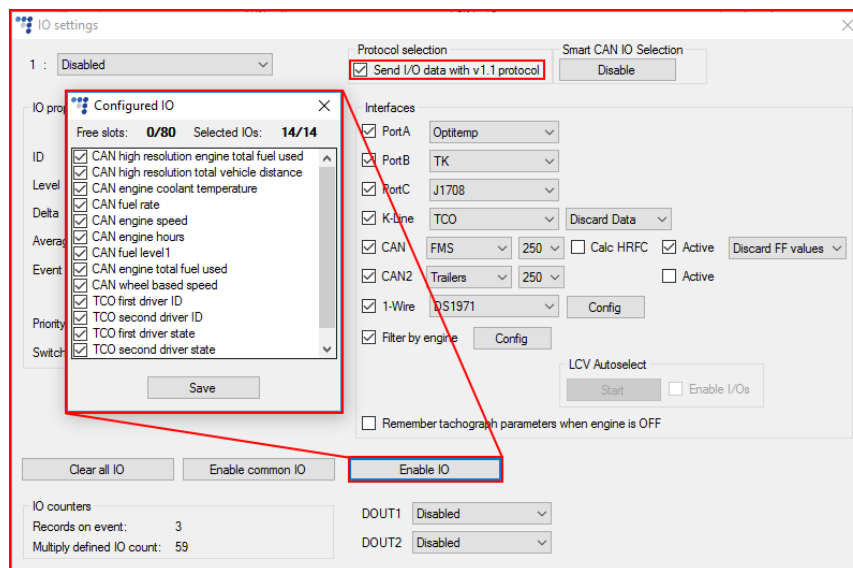 IO settings
1 : Disabled
Protocol selection
Send I/O data with v1.1 protocol
Smart CAN IO Selection
Disable
IO prop
ID
Level
Delta
Averag
Event
Priority
Switch
Configured IO
Free slots: 0/80 Selected IOs: 14/14
CAN high resolution engine total fuel used
CAN high resolution total vehicle distance
CAN engine coolant temperature
CAN fuel rate
CAN engine speed
CAN engine hours
CAN fuel level1
CAN engine total fuel used
CAN wheel based speed
TCO first driver ID
TCO second driver ID
TCO first driver state
TCO second driver state
Save
Interfaces
PortA Optitemp
PortB TK
PortC J1708
K-Line TCO Discard Data
CAN FMS 250 Calc HRFC Active Discard FF values
CAN2 Trailers 250 Active
1-Wire DS1971 Config
Filter by engine Config
LCV Autoselect
Start Enable I/Os
Remember tachograph parameters when engine is OFF
Clear all IO Enable common IO Enable IO
IO counters
Records on event: 3
Multiply defined IO count: 59
DOUT1 Disabled
DOUT2 Disabled